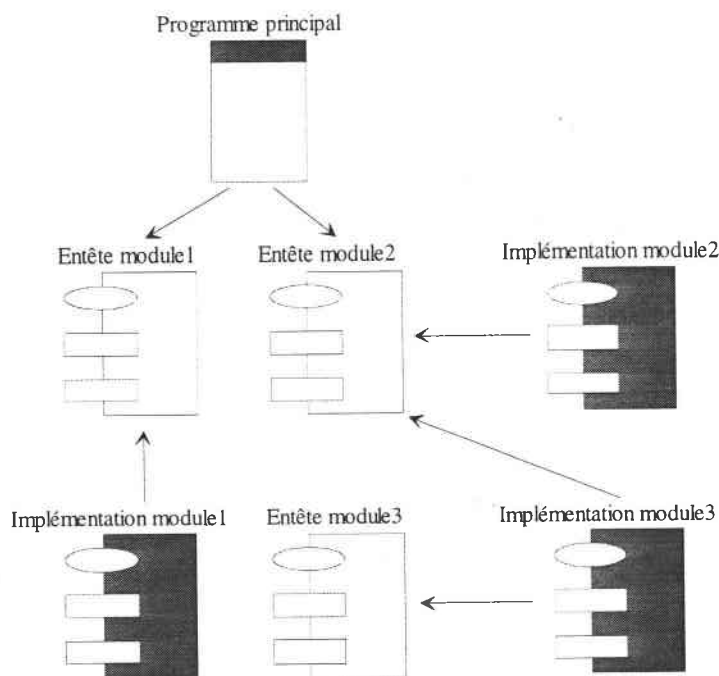 Programme principal
Entête module1
Entête module2
Implémentation module2
Implémentation module1
Entête module3
Implémentation module3